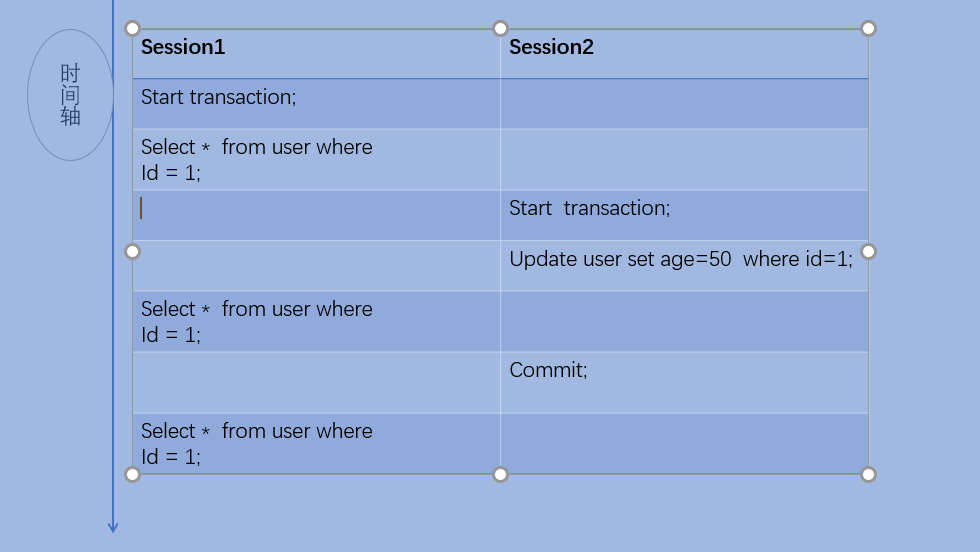 时间轴
Session1
Session2
Start transaction;
Select * from user where
Id = 1;
Start transaction;
Update user set age=50 where id=1;
Select * from user where
Id = 1;
Commit;
Select * from user where
Id = 1;